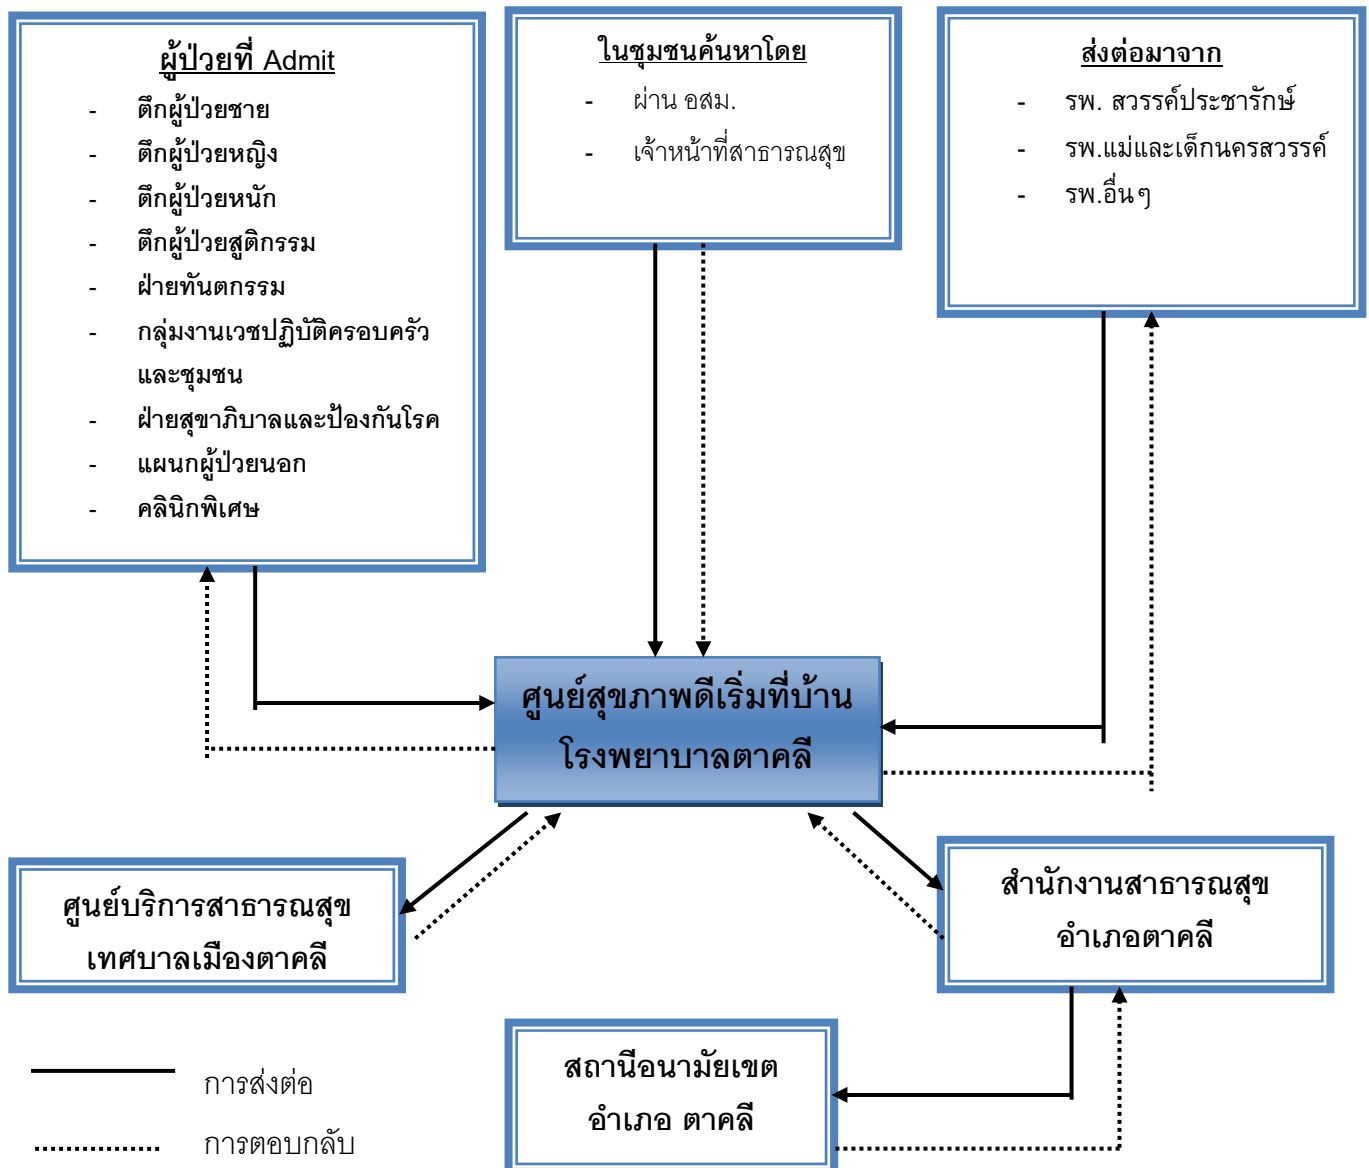 ผู้ป่วยที่ Admit
- ตึกผู้ป่วยชาย
- ตึกผู้ป่วยหญิง
- ตึกผู้ป่วยหนัก
- ตึกผู้ป่วยสูติกรรม
- ฝ่ายทันตกรรม
- กลุ่มงานเวชปฏิบัติครอบครัว
และชุมชน
- ฝ่ายสุขาภิบาลและป้องกันโรค
- แผนกผู้ป่วยนอก
- คลินิกพิเศษ
ในชุมชนค้นหาโดย
- ผ่าน อสม.
- เจ้าหน้าที่สาธารณสุข
ส่งต่อมาจาก
- รพ. สวรรค์ประชารักษ์
- รพ.แม่และเด็กนครสวรรค์
- รพ.อื่นๆ
ศูนย์สุขภาพดีเริ่มที่บ้าน
โรงพยาบาลตาคลี
ศูนย์บริการสาธารณสุข
เทศบาลเมืองตาคลี
สำนักงานสาธารณสุข
อำเภอตาคลี
สถานีอนามัยเขต
อำเภอ ตาคลี
การส่งต่อ
การตอบกลับ